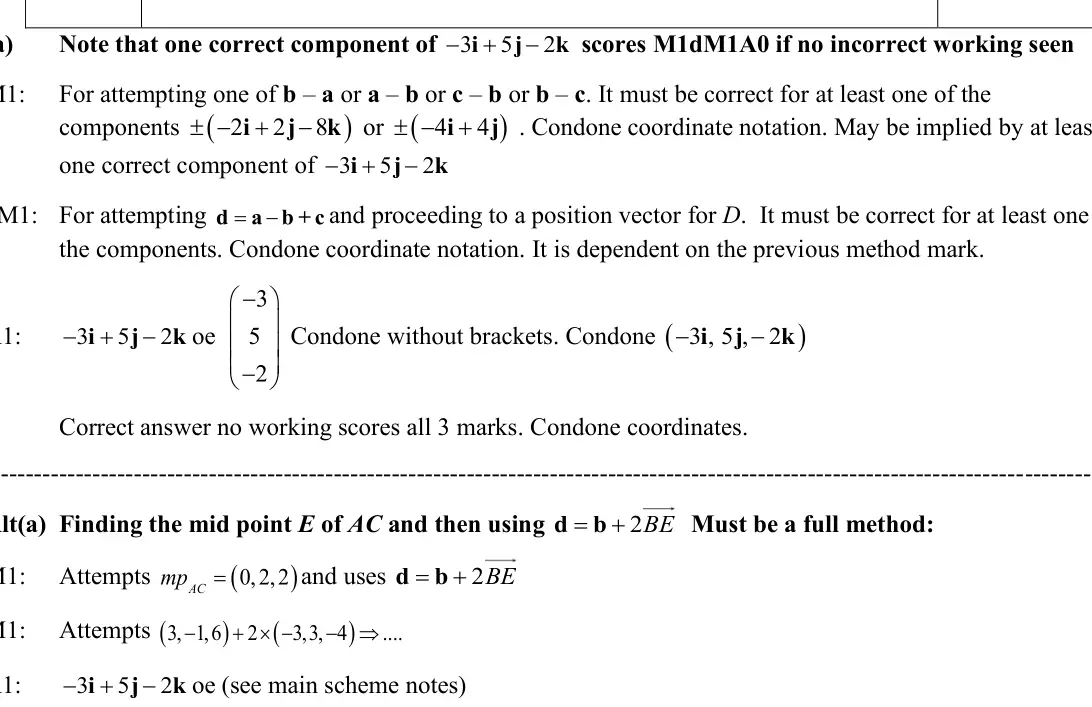 a) Note that one correct component of −3i + 5j − 2k scores M1dM1A0 if no incorrect working seen
M1: For attempting one of b – a or a – b or c – b or b – c. It must be correct for at least one of the
components ±(−2i + 2j − 8k) or ±(−4i + 4j) . Condone coordinate notation. May be implied by at leas
one correct component of −3i + 5j − 2k
M1: For attempting d = a − b + c and proceeding to a position vector for D. It must be correct for at least one
the components. Condone coordinate notation. It is dependent on the previous method mark.
1: −3i + 5j − 2k oe (−3 5 −2) Condone without brackets. Condone (−3i, 5j, − 2k)
Correct answer no working scores all 3 marks. Condone coordinates.
lt(a) Finding the mid point E of AC and then using d = b + 2BE⃗ Must be a full method:
M1: Attempts mp_AC = (0, 2, 2) and uses d = b + 2BE⃗
M1: Attempts (3, −1, 6) + 2 × (−3, 3, −4) ⇒ ....
1: −3i + 5j − 2k oe (see main scheme notes)